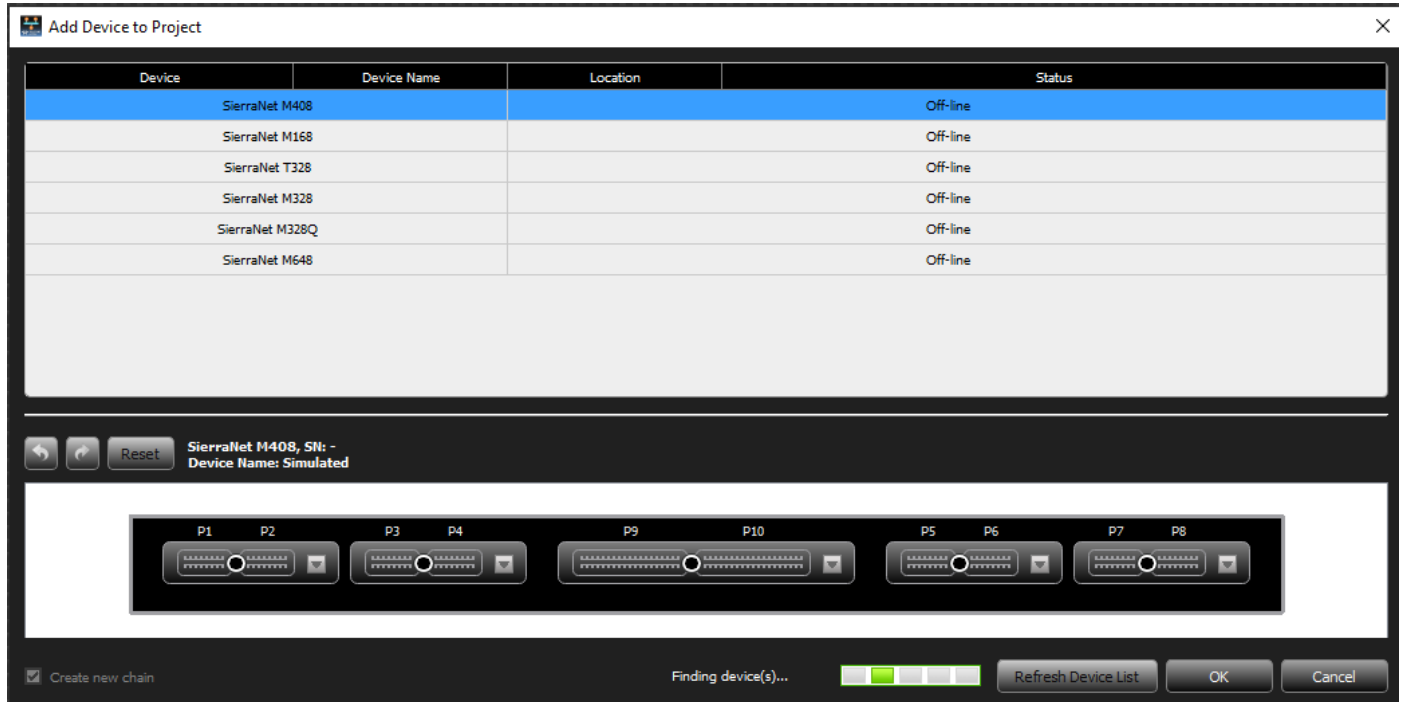 Add Device to Project
Device Device Name Location Status
SierraNet M408 Off-line
SierraNet M168 Off-line
SierraNet T328 Off-line
SierraNet M328 Off-line
SierraNet M328Q Off-line
SierraNet M648 Off-line
Reset
SierraNet M408, SN: -
Device Name: Simulated
P1 P2 P3 P4 P9 P10 P5 P6 P7 P8
Create new chain Finding device(s)... Refresh Device List OK Cancel